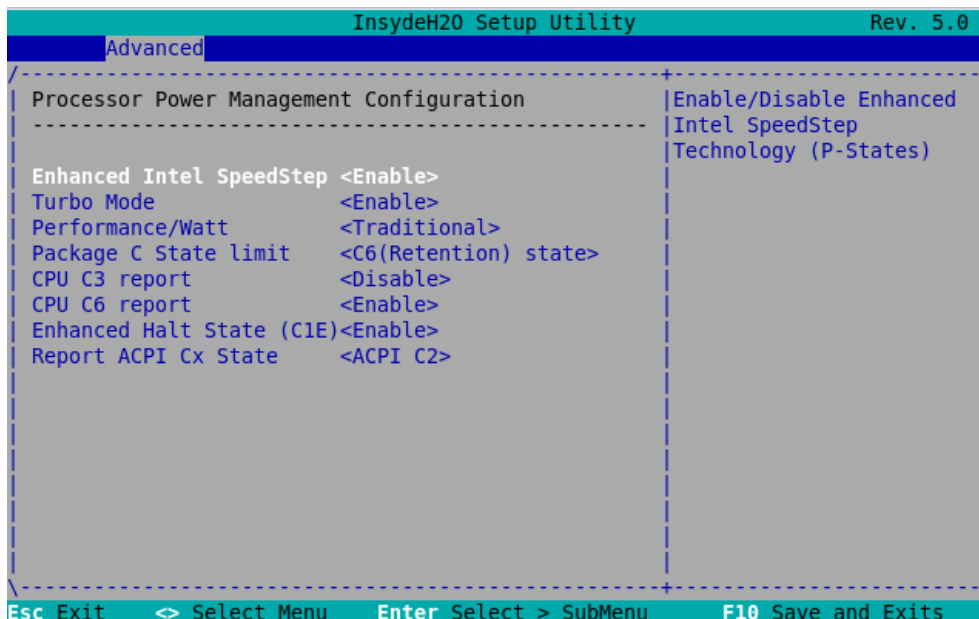 InsydeH2O Setup Utility Rev. 5.0
Advanced
Processor Power Management Configuration
Enable/Disable Enhanced
Intel SpeedStep
Technology (P-States)
Enhanced Intel SpeedStep <Enable>
Turbo Mode <Enable>
Performance/Watt <Traditional>
Package C State limit <C6(Retention) state>
CPU C3 report <Disable>
CPU C6 report <Enable>
Enhanced Halt State (C1E)<Enable>
Report ACPI Cx State <ACPI C2>
Esc Exit <> Select Menu Enter Select > SubMenu F10 Save and Exits